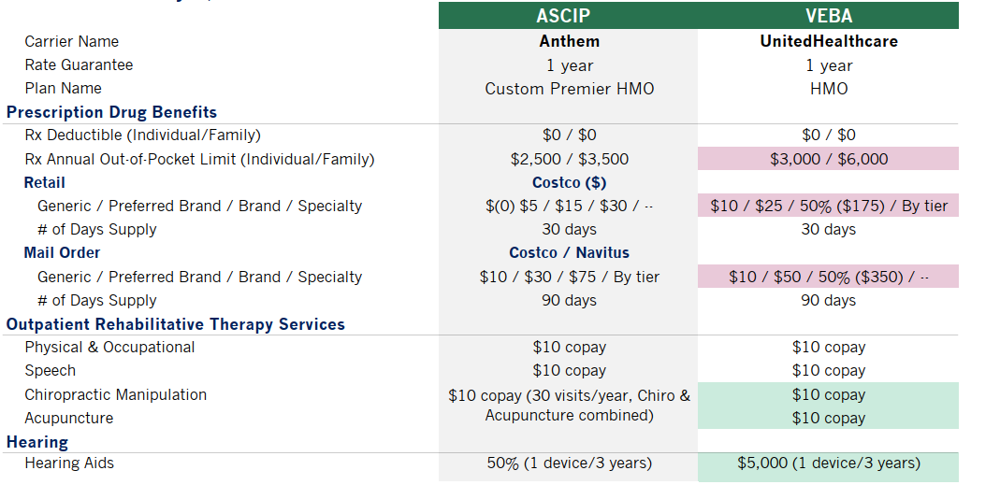 ASCIP VEBA
Carrier Name Anthem UnitedHealthcare
Rate Guarantee 1 year 1 year
Plan Name Custom Premier HMO HMO
Prescription Drug Benefits
Rx Deductible (Individual/Family) $0 / $0 $0 / $0
Rx Annual Out-of-Pocket Limit (Individual/Family) $2,500 / $3,500 $3,000 / $6,000
Retail Costco ($)
Generic / Preferred Brand / Brand / Specialty $(0) $5 / $15 / $30 / -- $10 / $25 / 50% ($175) / By tier
# of Days Supply 30 days 30 days
Mail Order Costco / Navitus
Generic / Preferred Brand / Brand / Specialty $10 / $30 / $75 / By tier $10 / $50 / 50% ($350) / --
# of Days Supply 90 days 90 days
Outpatient Rehabilitative Therapy Services
Physical & Occupational $10 copay $10 copay
Speech $10 copay $10 copay
Chiropractic Manipulation $10 copay (30 visits/year, Chiro & $10 copay
Acupuncture Acupuncture combined) $10 copay
Hearing
Hearing Aids 50% (1 device/3 years) $5,000 (1 device/3 years)